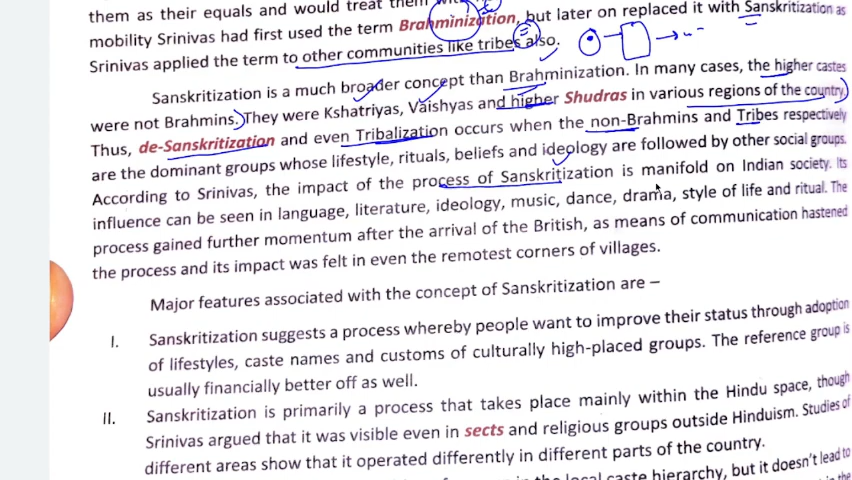 them as their equals and would treat them
mobility Srinivas had first used the term Brahminization, but later on replaced it with Sanskritization as
Srinivas applied the term to other communities like tribes also.
Sanskritization is a much broader concept than Brahminization. In many cases, the higher castes
were not Brahmins. They were Kshatriyas, Vaishyas and higher Shudras in various regions of the country.
Thus, de-Sanskritization and even Tribalization occurs when the non-Brahmins and Tribes respectively
are the dominant groups whose lifestyle, rituals, beliefs and ideology are followed by other social groups.
According to Srinivas, the impact of the process of Sanskritization is manifold on Indian society. Its
influence can be seen in language, literature, ideology, music, dance, drama, style of life and ritual. The
process gained further momentum after the arrival of the British, as means of communication hastened
the process and its impact was felt in even the remotest corners of villages.
Major features associated with the concept of Sanskritization are –
I. Sanskritization suggests a process whereby people want to improve their status through adoption
of lifestyles, caste names and customs of culturally high-placed groups. The reference group is
usually financially better off as well.
II. Sanskritization is primarily a process that takes place mainly within the Hindu space, though
Srinivas argued that it was visible even in sects and religious groups outside Hinduism. Studies of
different areas show that it operated differently in different parts of the country.
in the local caste hierarchy, but it doesn't lead to